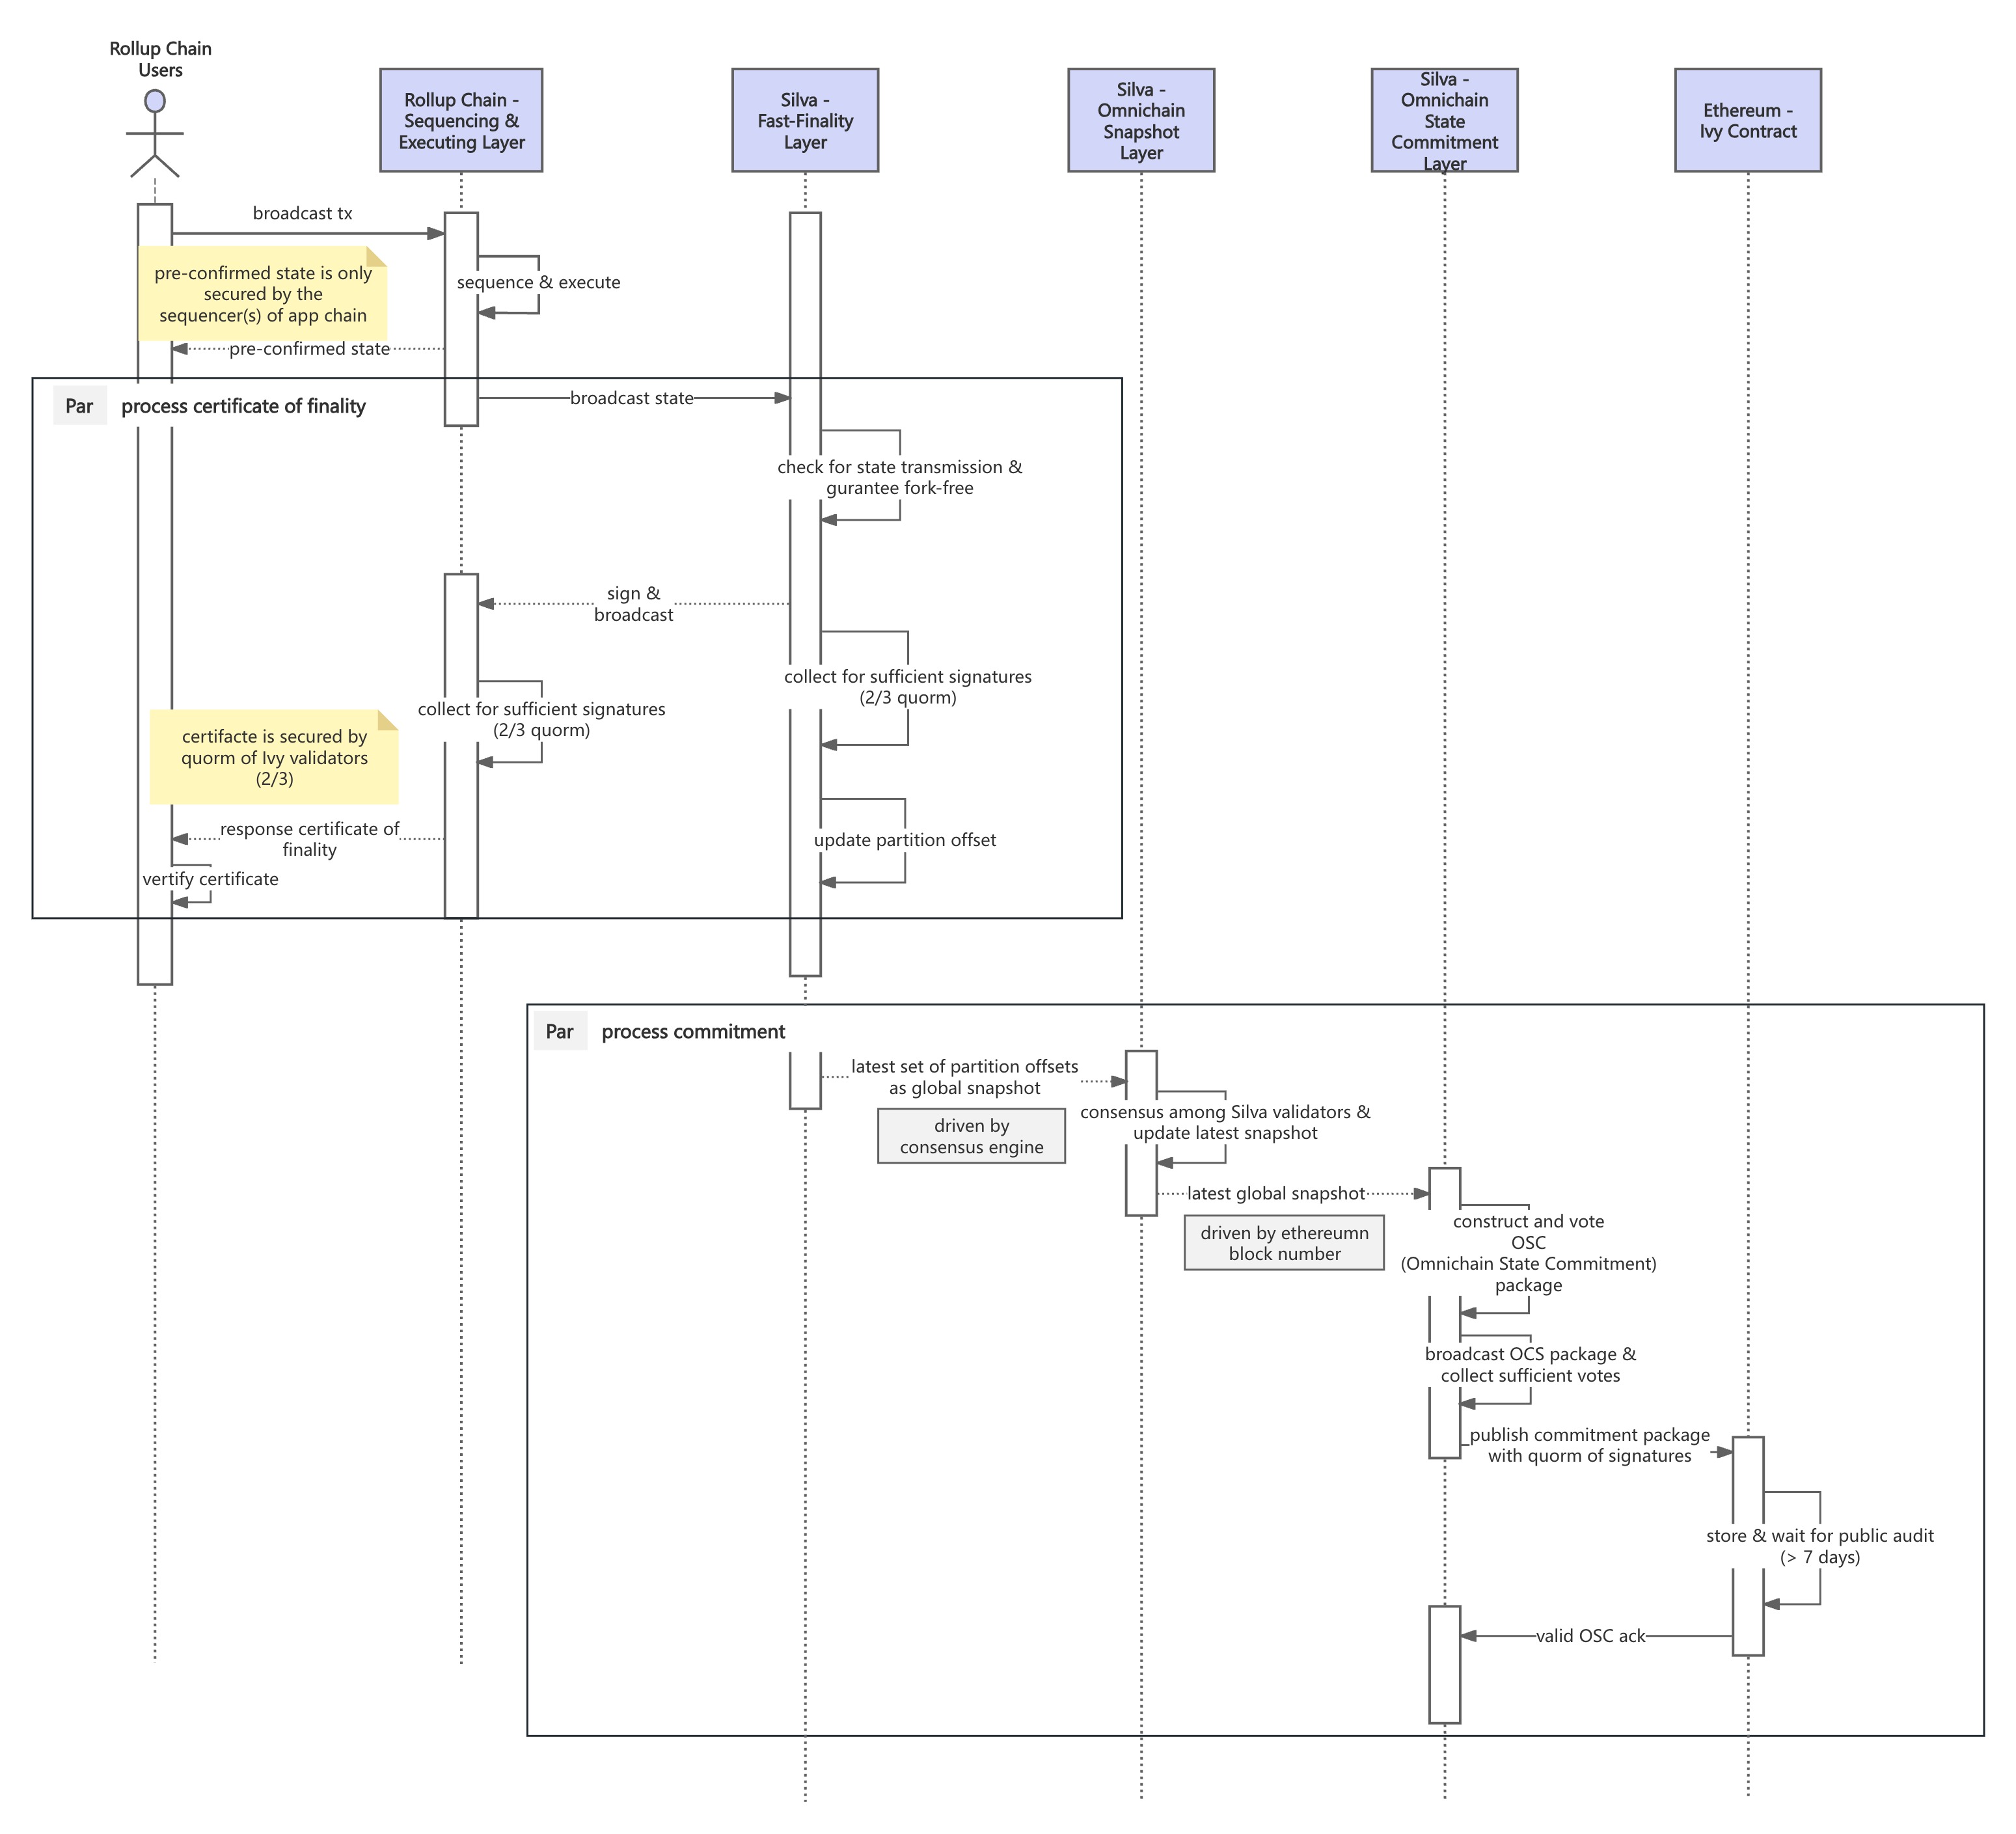 Rollup Chain
Users
Rollup Chain -
Sequencing &
Executing Layer
Silva -
Fast-Finality
Layer
Silva -
Omnichain
Snapshot
Layer
Silva -
Omnichain
State
Commitment
Layer
Ethereum -
Ivy Contract
broadcast tx
pre-confirmed state is only
secured by the
sequencer(s) of app chain
sequence & execute
pre-confirmed state
Par
process certificate of finality
broadcast state
check for state transmission &
gurantee fork-free
sign &
broadcast
collect for sufficient signatures
(2/3 quorm)
collect for sufficient signatures
(2/3 quorm)
certifacte is secured by
quorm of Ivy validators
(2/3)
response certificate of
finality
update partition offset
vertify certificate
Par
process commitment
latest set of partition offsets
as global snapshot
driven by
consensus engine
consensus among Silva validators &
update latest snapshot
latest global snapshot
driven by ethereumn
block number
construct and vote
OSC
(Omnichain State Commitment)
package
broadcast OCS package &
collect sufficient votes
publish commitment package
with quorm of signatures
store & wait for public audit
(> 7 days)
valid OSC ack